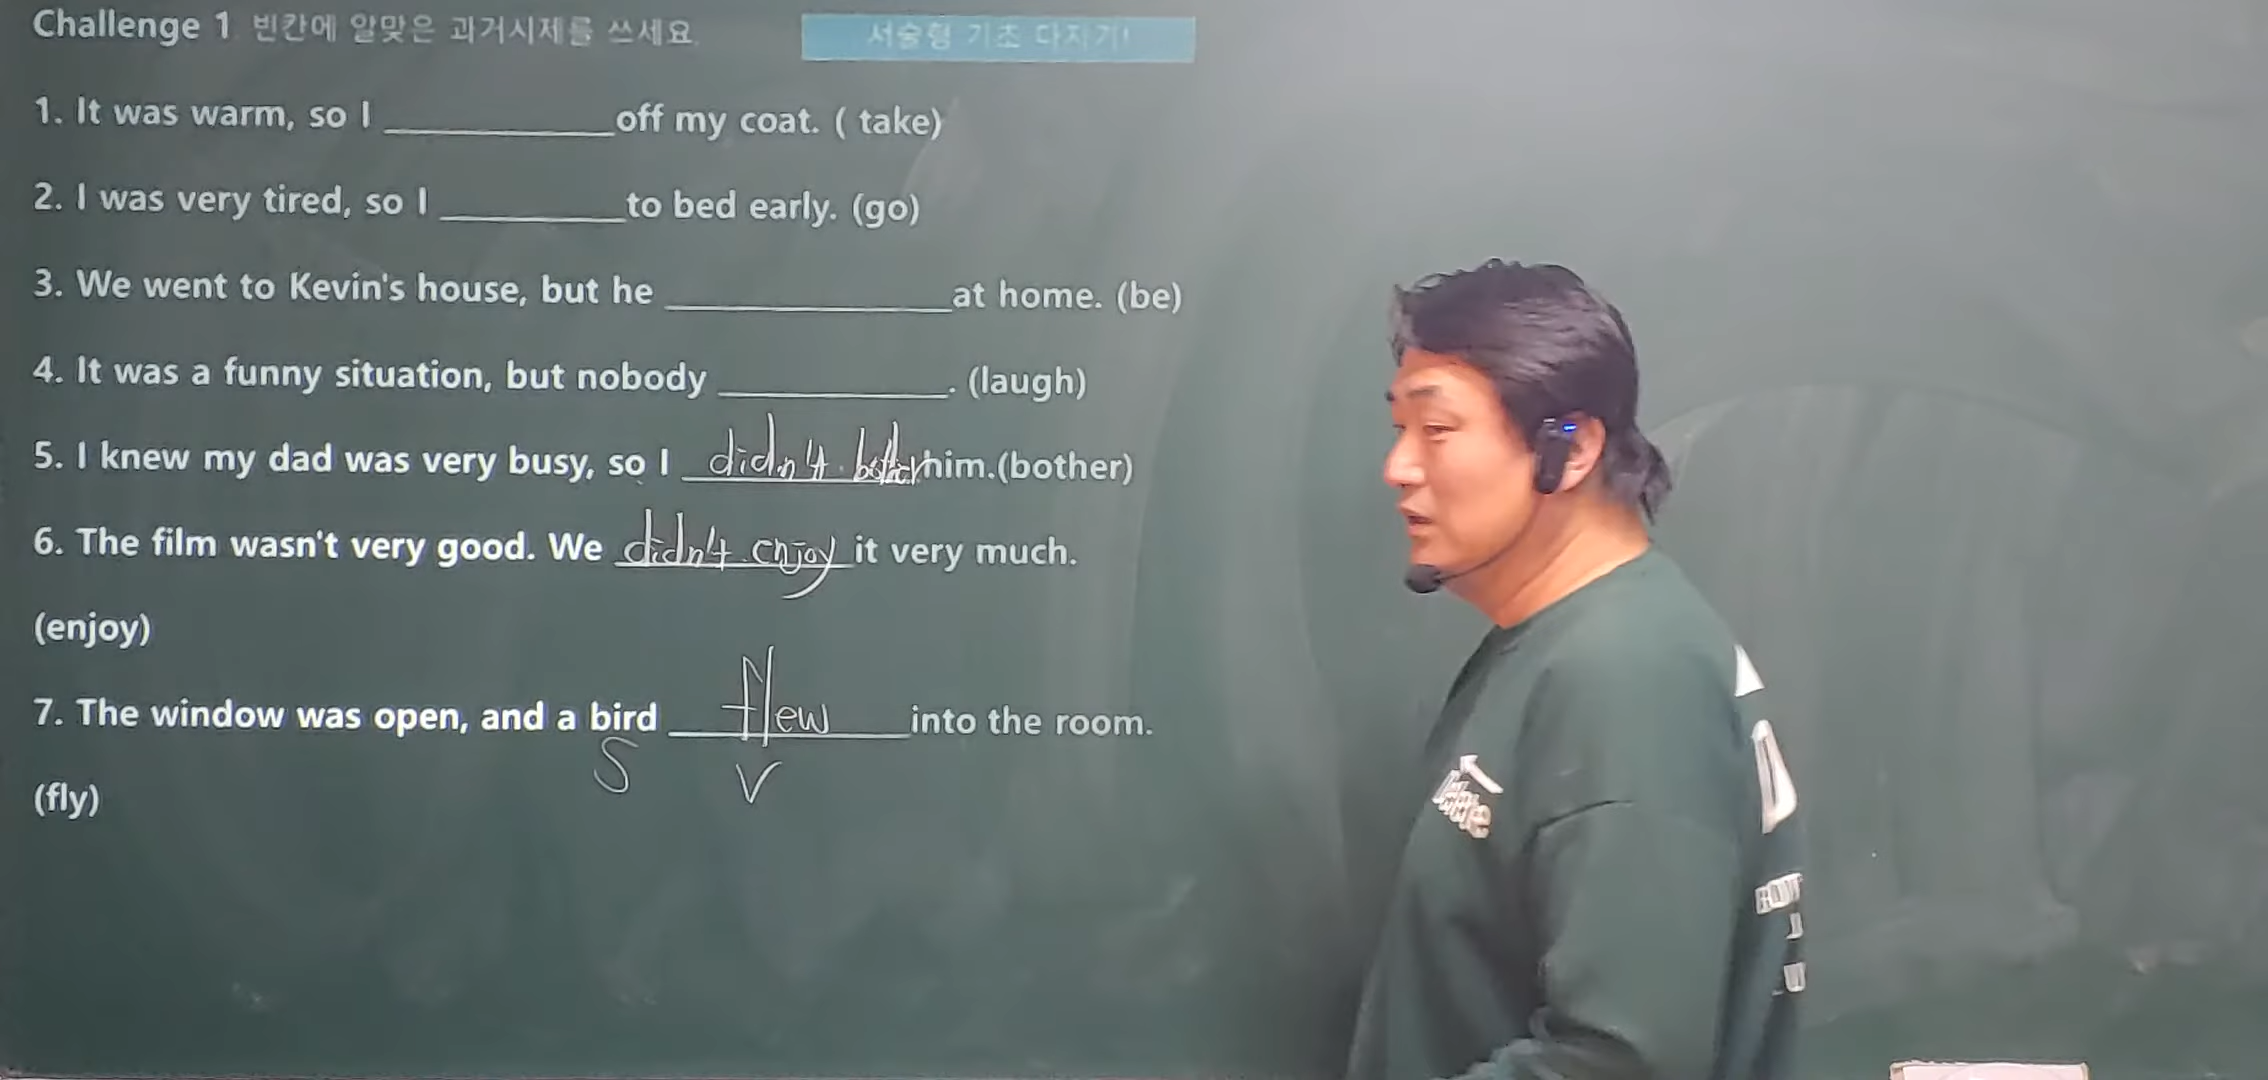 Challenge 1 빈칸에 알맞은 과거시제를 쓰세요
서술형 기초 다지기!
1. It was warm, so I ____________ off my coat. ( take)
2. I was very tired, so I __________ to bed early. (go)
3. We went to Kevin's house, but he _______________ at home. (be)
4. It was a funny situation, but nobody ____________. (laugh)
5. I knew my dad was very busy, so I didn't bother him.(bother)
6. The film wasn't very good. We didn't enjoy it very much.
(enjoy)
7. The window was open, and a bird flew into the room.
S V
(fly)